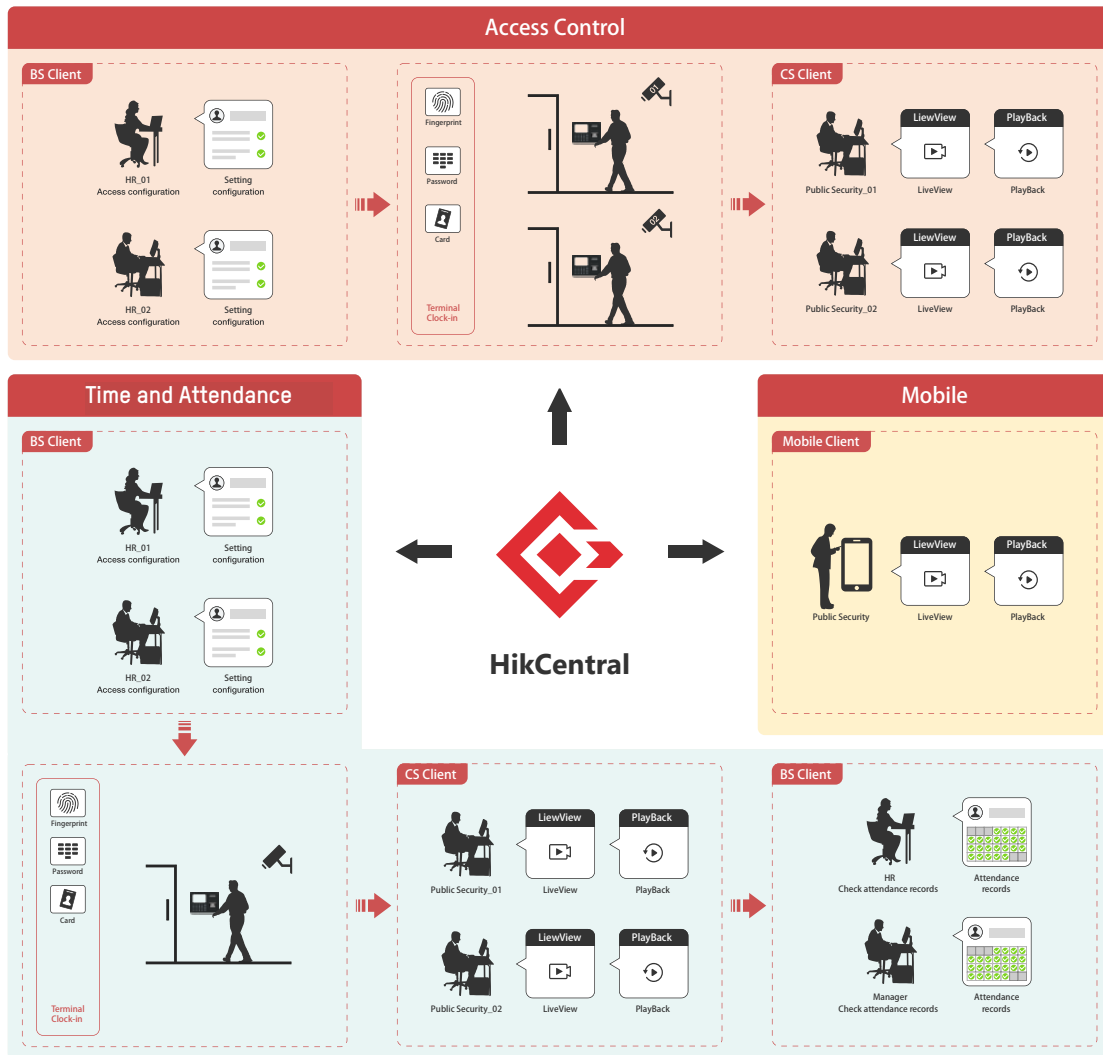 Access Control
BS Client
HR_01
Access configuration
Setting
configuration
HR_02
Access configuration
Setting
configuration
Fingerprint
Password
Card
Terminal
Clock-in
01
02
CS Client
LiewView
PlayBack
Public Security_01
LiveView
PlayBack
LiewView
PlayBack
Public Security_02
LiveView
PlayBack
Time and Attendance
BS Client
HR_01
Access configuration
Setting
configuration
HR_02
Access configuration
Setting
configuration
HikCentral
Mobile
Mobile Client
LiewView
PlayBack
Public Security
LiveView
PlayBack
Fingerprint
Password
Card
Terminal
Clock-in
CS Client
LiewView
PlayBack
Public Security_01
LiveView
PlayBack
LiewView
PlayBack
Public Security_02
LiveView
PlayBack
BS Client
HR
Check attendance records
Attendance
records
Manager
Check attendance records
Attendance
records